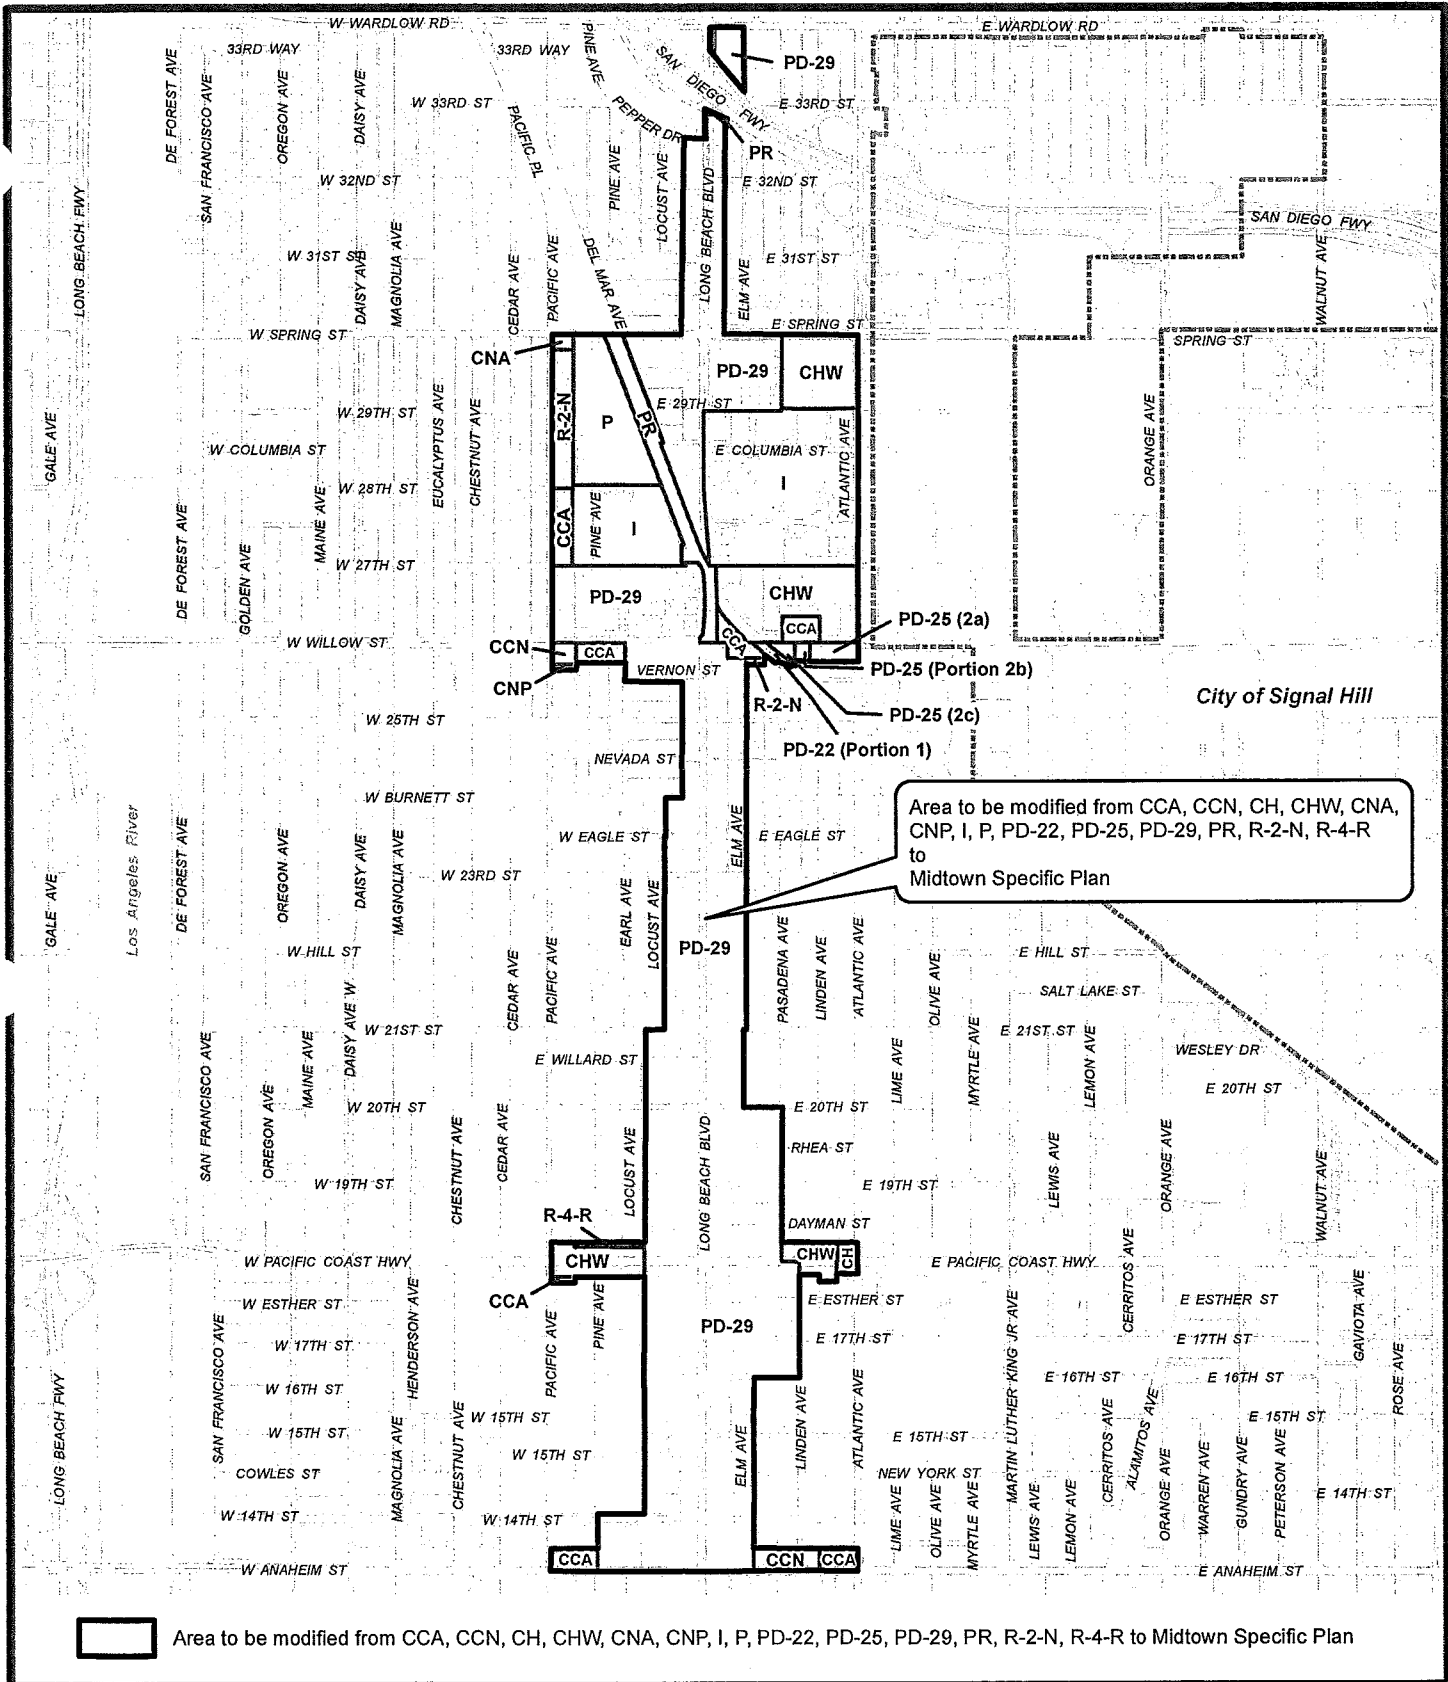 W WARDLOW RD
E WARDLOW RD
33RD WAY
33RD WAY
PINE AVE
SAN DIEGO FWY
PD-29
DE FOREST AVE
SAN FRANCISCO AVE
OREGON AVE
DAISY AVE
W 33RD ST
PACIFIC PL
PEPPER DR
E 33RD ST
PR
W 32ND ST
PINE AVE
LOCUST AVE
LONG BEACH BLVD
E 32ND ST
LONG BEACH FWY
SAN DIEGO FWY
WALNUT AVE
W 31ST ST
DAISY AVE
MAGNOLIA AVE
CEDAR AVE
PACIFIC AVE
DEL MAR AVE
ELM AVE
E 31ST ST
W SPRING ST
E SPRING ST
SPRING ST
CNA
PD-29
CHW
R-2-N
P
PR
E 29TH ST
W 29TH ST
EUCALYPTUS AVE
CHESTNUT AVE
GALE AVE
W COLUMBIA ST
E COLUMBIA ST
ATLANTIC AVE
ORANGE AVE
I
W 28TH ST
MAINE AVE
CCA
PINE AVE
I
DE FOREST AVE
GOLDEN AVE
W 27TH ST
PD-29
CHW
CCA
PD-25 (2a)
W WILLOW ST
CCN
CCA
CCA
I
VERNON ST
PD-25 (Portion 2b)
CNP
R-2-N
PD-25 (2c)
City of Signal Hill
W 25TH ST
PD-22 (Portion 1)
NEVADA ST
W BURNETT ST
Area to be modified from CCA, CCN, CH, CHW, CNA,
CNP, I, P, PD-22, PD-25, PD-29, PR, R-2-N, R-4-R
to
Midtown Specific Plan
W EAGLE ST
ELM AVE
E EAGLE ST
Los Angeles River
GALE AVE
DE FOREST AVE
OREGON AVE
DAISY AVE
MAGNOLIA AVE
W 23RD ST
EARL AVE
LOCUST AVE
PD-29
PASADENA AVE
LINDEN AVE
ATLANTIC AVE
OLIVE AVE
W HILL ST
E HILL ST
CEDAR AVE
PACIFIC AVE
SALT LAKE ST
DAISY AVE W
W 21ST ST
E 21ST ST
E WILLARD ST
WESLEY DR
SAN FRANCISCO AVE
MAINE AVE
OREGON AVE
LIME AVE
MYRTLE AVE
LEMON AVE
E 20TH ST
W 20TH ST
E 20TH ST
CHESTNUT AVE
CEDAR AVE
LOCUST AVE
LONG BEACH BLVD
RHEA ST
W 19TH ST
E 19TH ST
LEWIS AVE
ORANGE AVE
WALNUT AVE
R-4-R
DAYMAN ST
W PACIFIC COAST HWY
CHW
CHW
CH
E PACIFIC COAST HWY
CERRITOS AVE
CCA
W ESTHER ST
E ESTHER ST
E ESTHER ST
HENDERSON AVE
PINE AVE
PACIFIC AVE
PD-29
W 17TH ST
E 17TH ST
E 17TH ST
GAVIOTA AVE
SAN FRANCISCO AVE
MARTIN LUTHER KING JR AVE
W 16TH ST
E 16TH ST
E 16TH ST
ROSE AVE
LONG BEACH FWY
W 15TH ST
W 15TH ST
E 15TH ST
E 15TH ST
MAGNOLIA AVE
CHESTNUT AVE
W 15TH ST
ELM AVE
LINDEN AVE
ATLANTIC AVE
CERRITOS AVE
ALAMITOS AVE
COWLES ST
NEW YORK ST
W 14TH ST
W 14TH ST
LIME AVE
OLIVE AVE
MYRTLE AVE
LEWIS AVE
LEMON AVE
ORANGE AVE
WARREN AVE
GUNDRY AVE
PETERSON AVE
E 14TH ST
W ANAHEIM ST
CCA
CCN
CCA
E ANAHEIM ST
Area to be modified from CCA, CCN, CH, CHW, CNA, CNP, I, P, PD-22, PD-25, PD-29, PR, R-2-N, R-4-R to Midtown Specific Plan